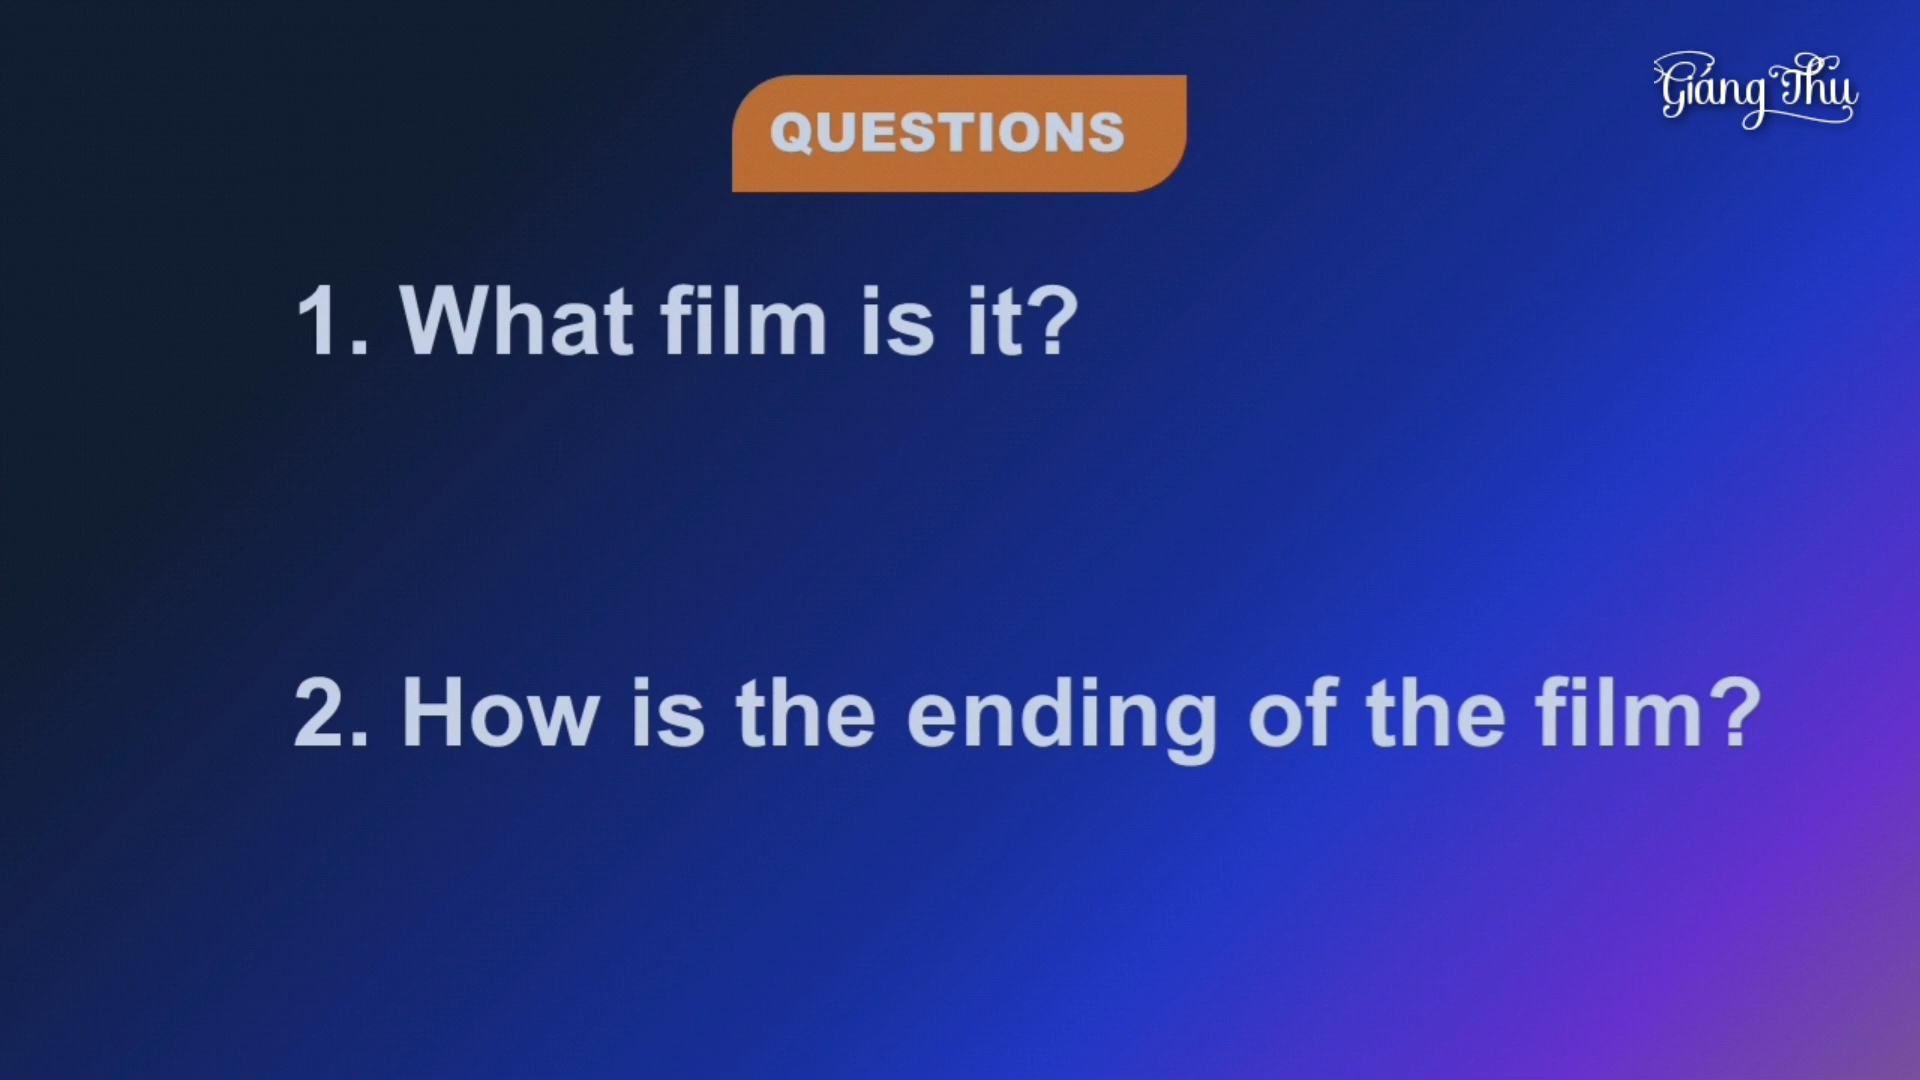 Giáng Thu
QUESTIONS
1. What film is it?
2. How is the ending of the film?